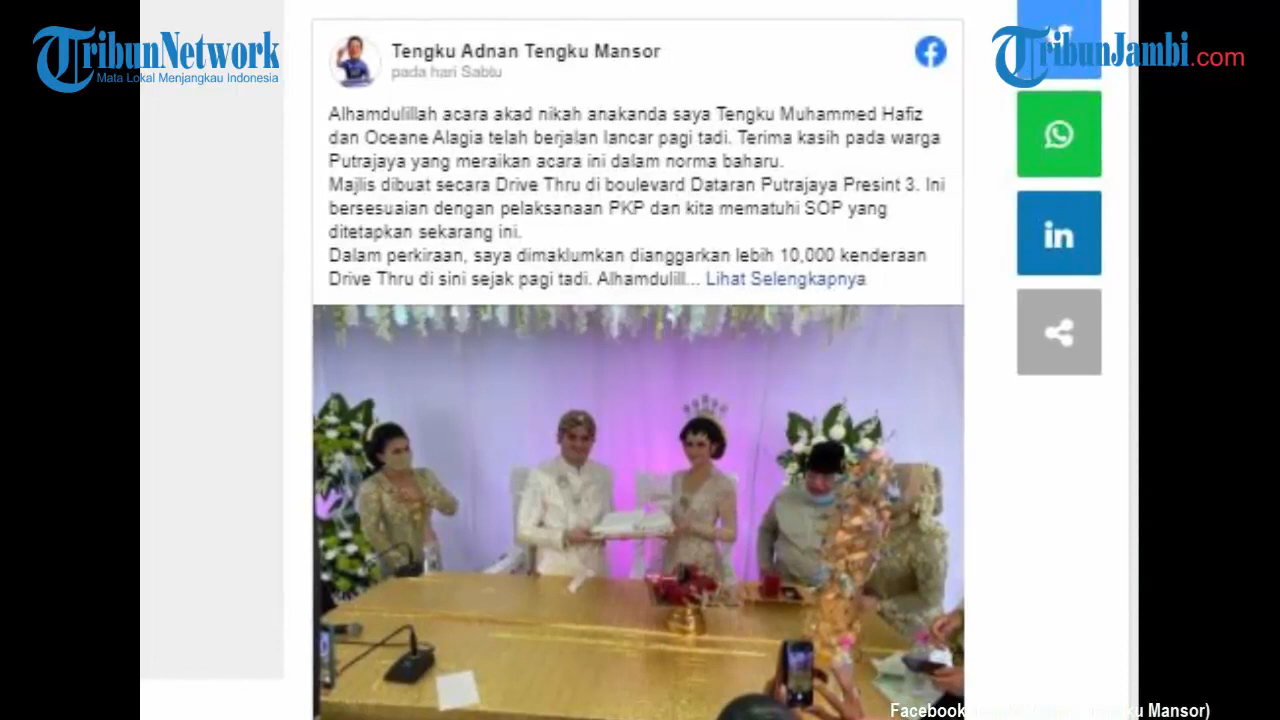 TribunNetwork
Mata Lokal Menjangkau Indonesia
TribunJambi.com
Tengku Adnan Tengku Mansor
pada hari Sabtu
Alhamdulillah acara akad nikah anakanda saya Tengku Muhammed Hafiz
dan Oceane Alagia telah berjalan lancar pagi tadi. Terima kasih pada warga
Putrajaya yang meraikan acara ini dalam norma baharu.
Majlis dibuat secara Drive Thru di boulevard Dataran Putrajaya Presint 3. Ini
bersesuaian dengan pelaksanaan PKP dan kita mematuhi SOP yang
ditetapkan sekarang ini.
Dalam perkiraan, saya dimaklumkan dianggarkan lebih 10,000 kenderaan
Drive Thru di sini sejak pagi tadi. Alhamdulill... Lihat Selengkapnya
in
Facebook Mansor)